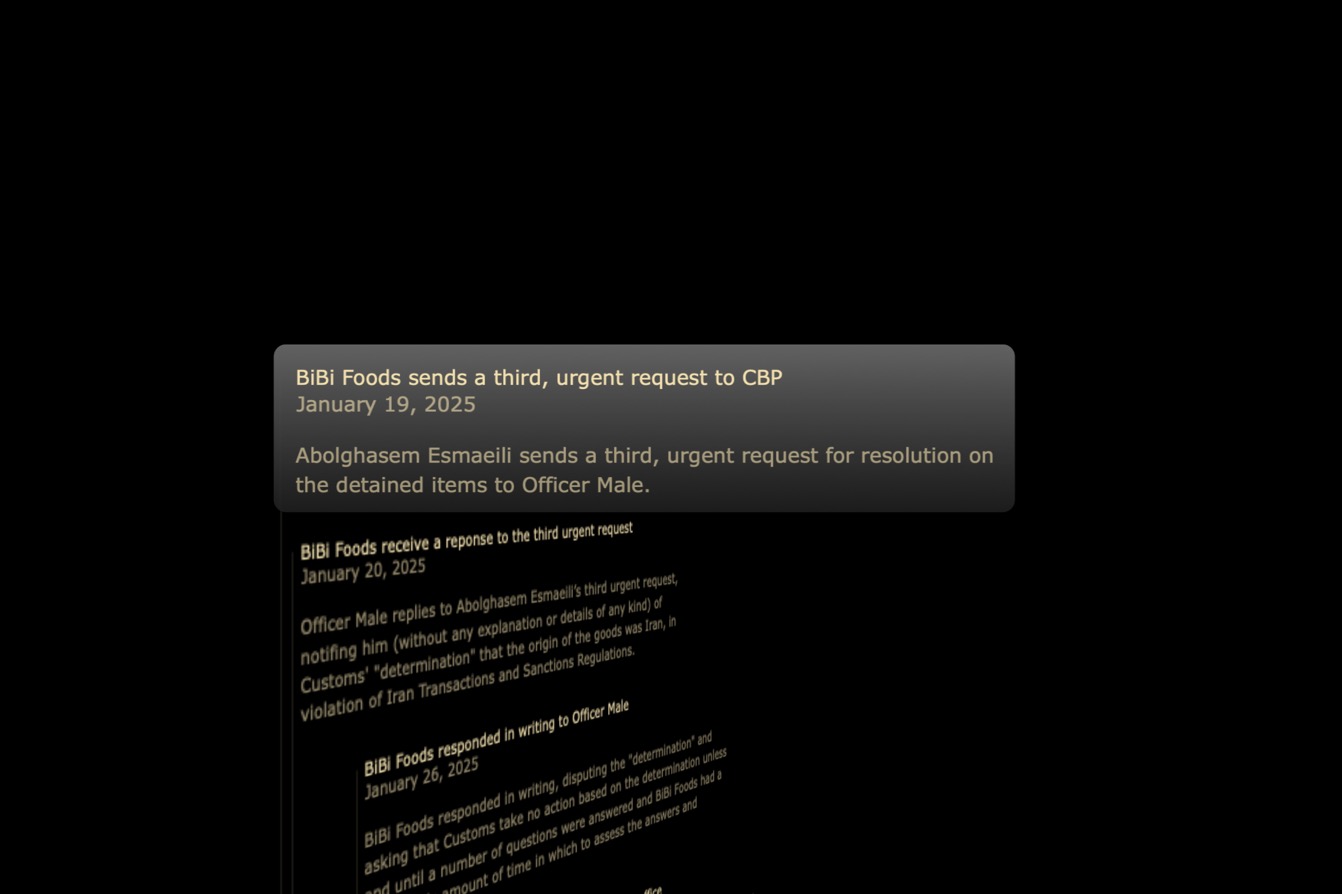 BiBi Foods sends a third, urgent request to CBP
January 19, 2025
Abolghasem Esmaeili sends a third, urgent request for resolution on
the detained items to Officer Male.
BiBi Foods receive a reponse to the third urgent request
January 20, 2025
Officer Male replies to Abolghasem Esmaeili's third urgent request,
notifing him (without any explanation or details of any kind) of
Customs' "determination" that the origin of the goods was Iran, in
violation of Iran Transactions and Sanctions Regulations.
BiBi Foods responded in writing to Officer Male
January 26, 2025
BiBi Foods responded in writing, disputing the "determination" and
asking that Customs take no action based on the determination unless
and until a number of questions were answered and BiBi Foods had a
amount of time in which to assess the answers and